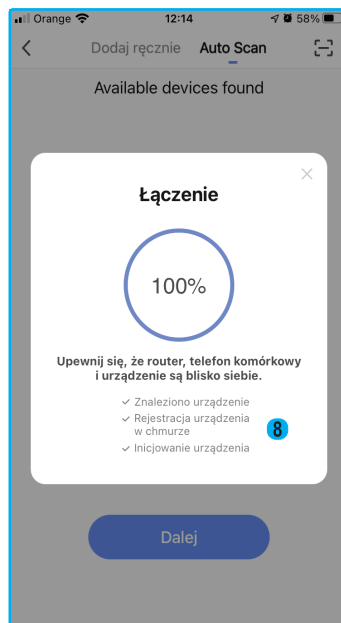 Orange 12:14 58%
Dodaj ręcznie Auto Scan
Available devices found
Łączenie
100%
Upewnij się, że router, telefon komórkowy
i urządzenie są blisko siebie.
Znaleziono urządzenie
Rejestracja urządzenia
w chmurze
8
Inicjowanie urządzenia
Dalej